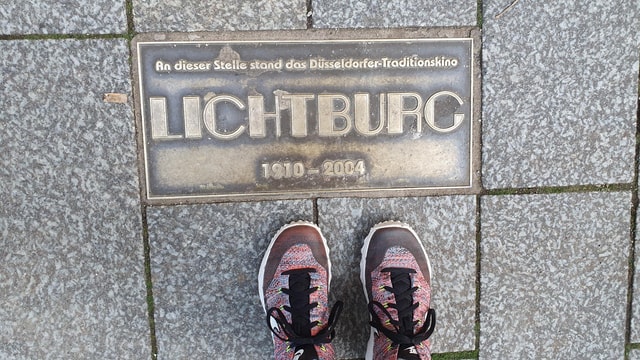 An dieser Stelle stand das Düsseldorfer-Traditionskino
LICHTBURG
1910 – 2004